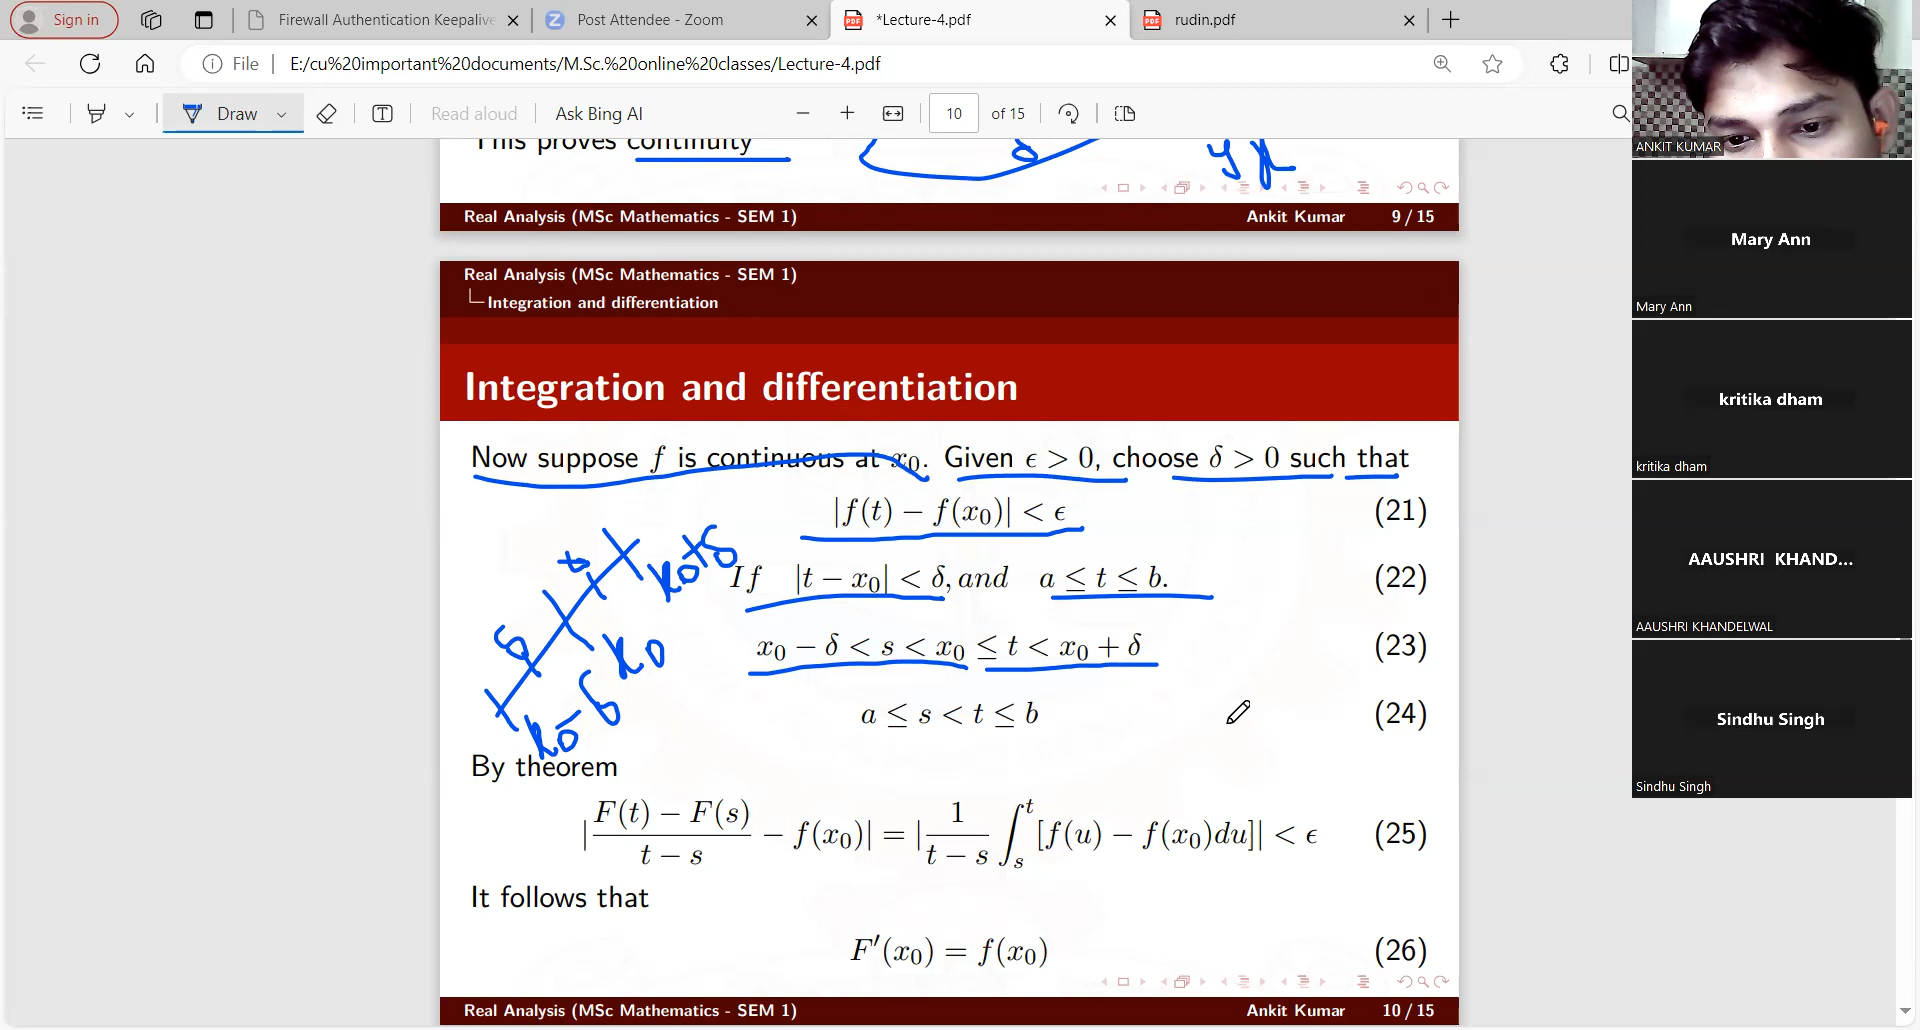 Sign in
Firewall Authentication Keepalive
Post Attendee - Zoom
*Lecture-4.pdf
rudin.pdf
File
E:/cu%20important%20documents/M.Sc.%20online%20classes/Lecture-4.pdf
Draw
Read aloud
Ask Bing AI
10
of 15
This proves continuity
δ
y x
Real Analysis (MSc Mathematics - SEM 1)
Ankit Kumar
9 / 15
Real Analysis (MSc Mathematics - SEM 1)
Integration and differentiation
Integration and differentiation
Now suppose f is continuous at x₀. Given ϵ > 0, choose δ > 0 such that
|f(t) − f(x₀)| < ϵ (21)
If |t − x₀| < δ, and a ≤ t ≤ b. (22)
x₀ − δ < s < x₀ ≤ t < x₀ + δ (23)
a ≤ s < t ≤ b (24)
t
x0+δ
s
x0
x0-δ
By theorem
|F(t) − F(s) / t − s − f(x₀)| = |1 / t − s ∫ₛᵗ [f(u) − f(x₀)du]| < ϵ (25)
It follows that
F′(x₀) = f(x₀) (26)
Real Analysis (MSc Mathematics - SEM 1)
Ankit Kumar
10 / 15
ANKIT KUMAR
Mary Ann
Mary Ann
kritika dham
kritika dham
AAUSHRI KHAND...
AAUSHRI KHANDELWAL
Sindhu Singh
Sindhu Singh